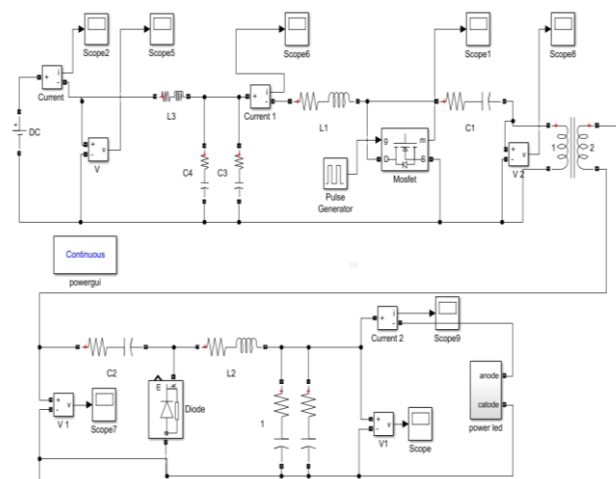 Scope2
Scope5
Scope6
Scope1
Scope8
+
i
-
Current
DC
L3
+
v
-
V
C4
C3
+
i
-
Current 1
L1
Pulse
Generator
g
m
D
S
Mosfet
C1
+
v
-
V 2
1
2
Continuous
powergui
C2
L2
+
v
-
V 1
Scope7
Diode
1
+
i
-
Current 2
Scope9
+
v
-
V1
Scope
anode
catode
power led